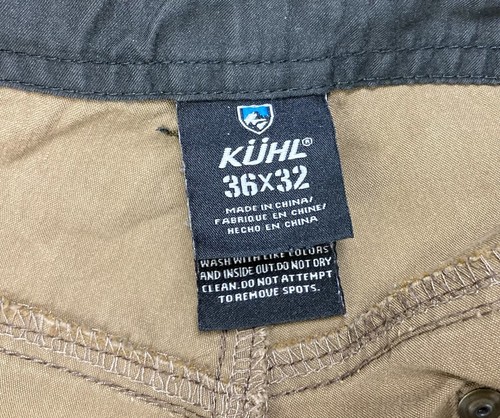 KÜHL®
36X32
MADE IN CHINA/
FABRIQUE EN CHINE/
HECHO EN CHINA
WASH WITH LIKE COLORS
AND INSIDE OUT.DO NOT DRY
CLEAN.DO NOT ATTEMPT
TO REMOVE SPOTS.